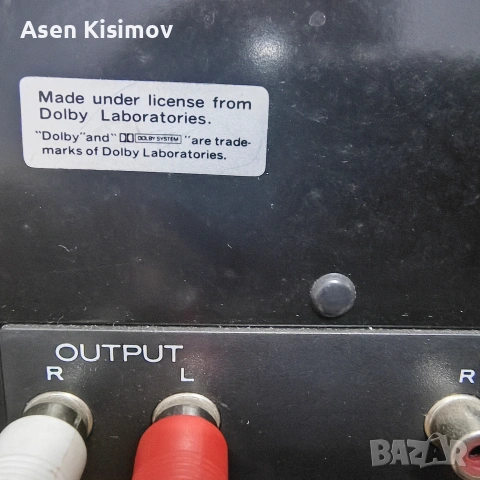 Asen Kisimov
Made under license from
Dolby Laboratories.
"Dolby" and " DOLBY SYSTEM " are trade-
marks of Dolby Laboratories.
OUTPUT
R L R
BAZAR